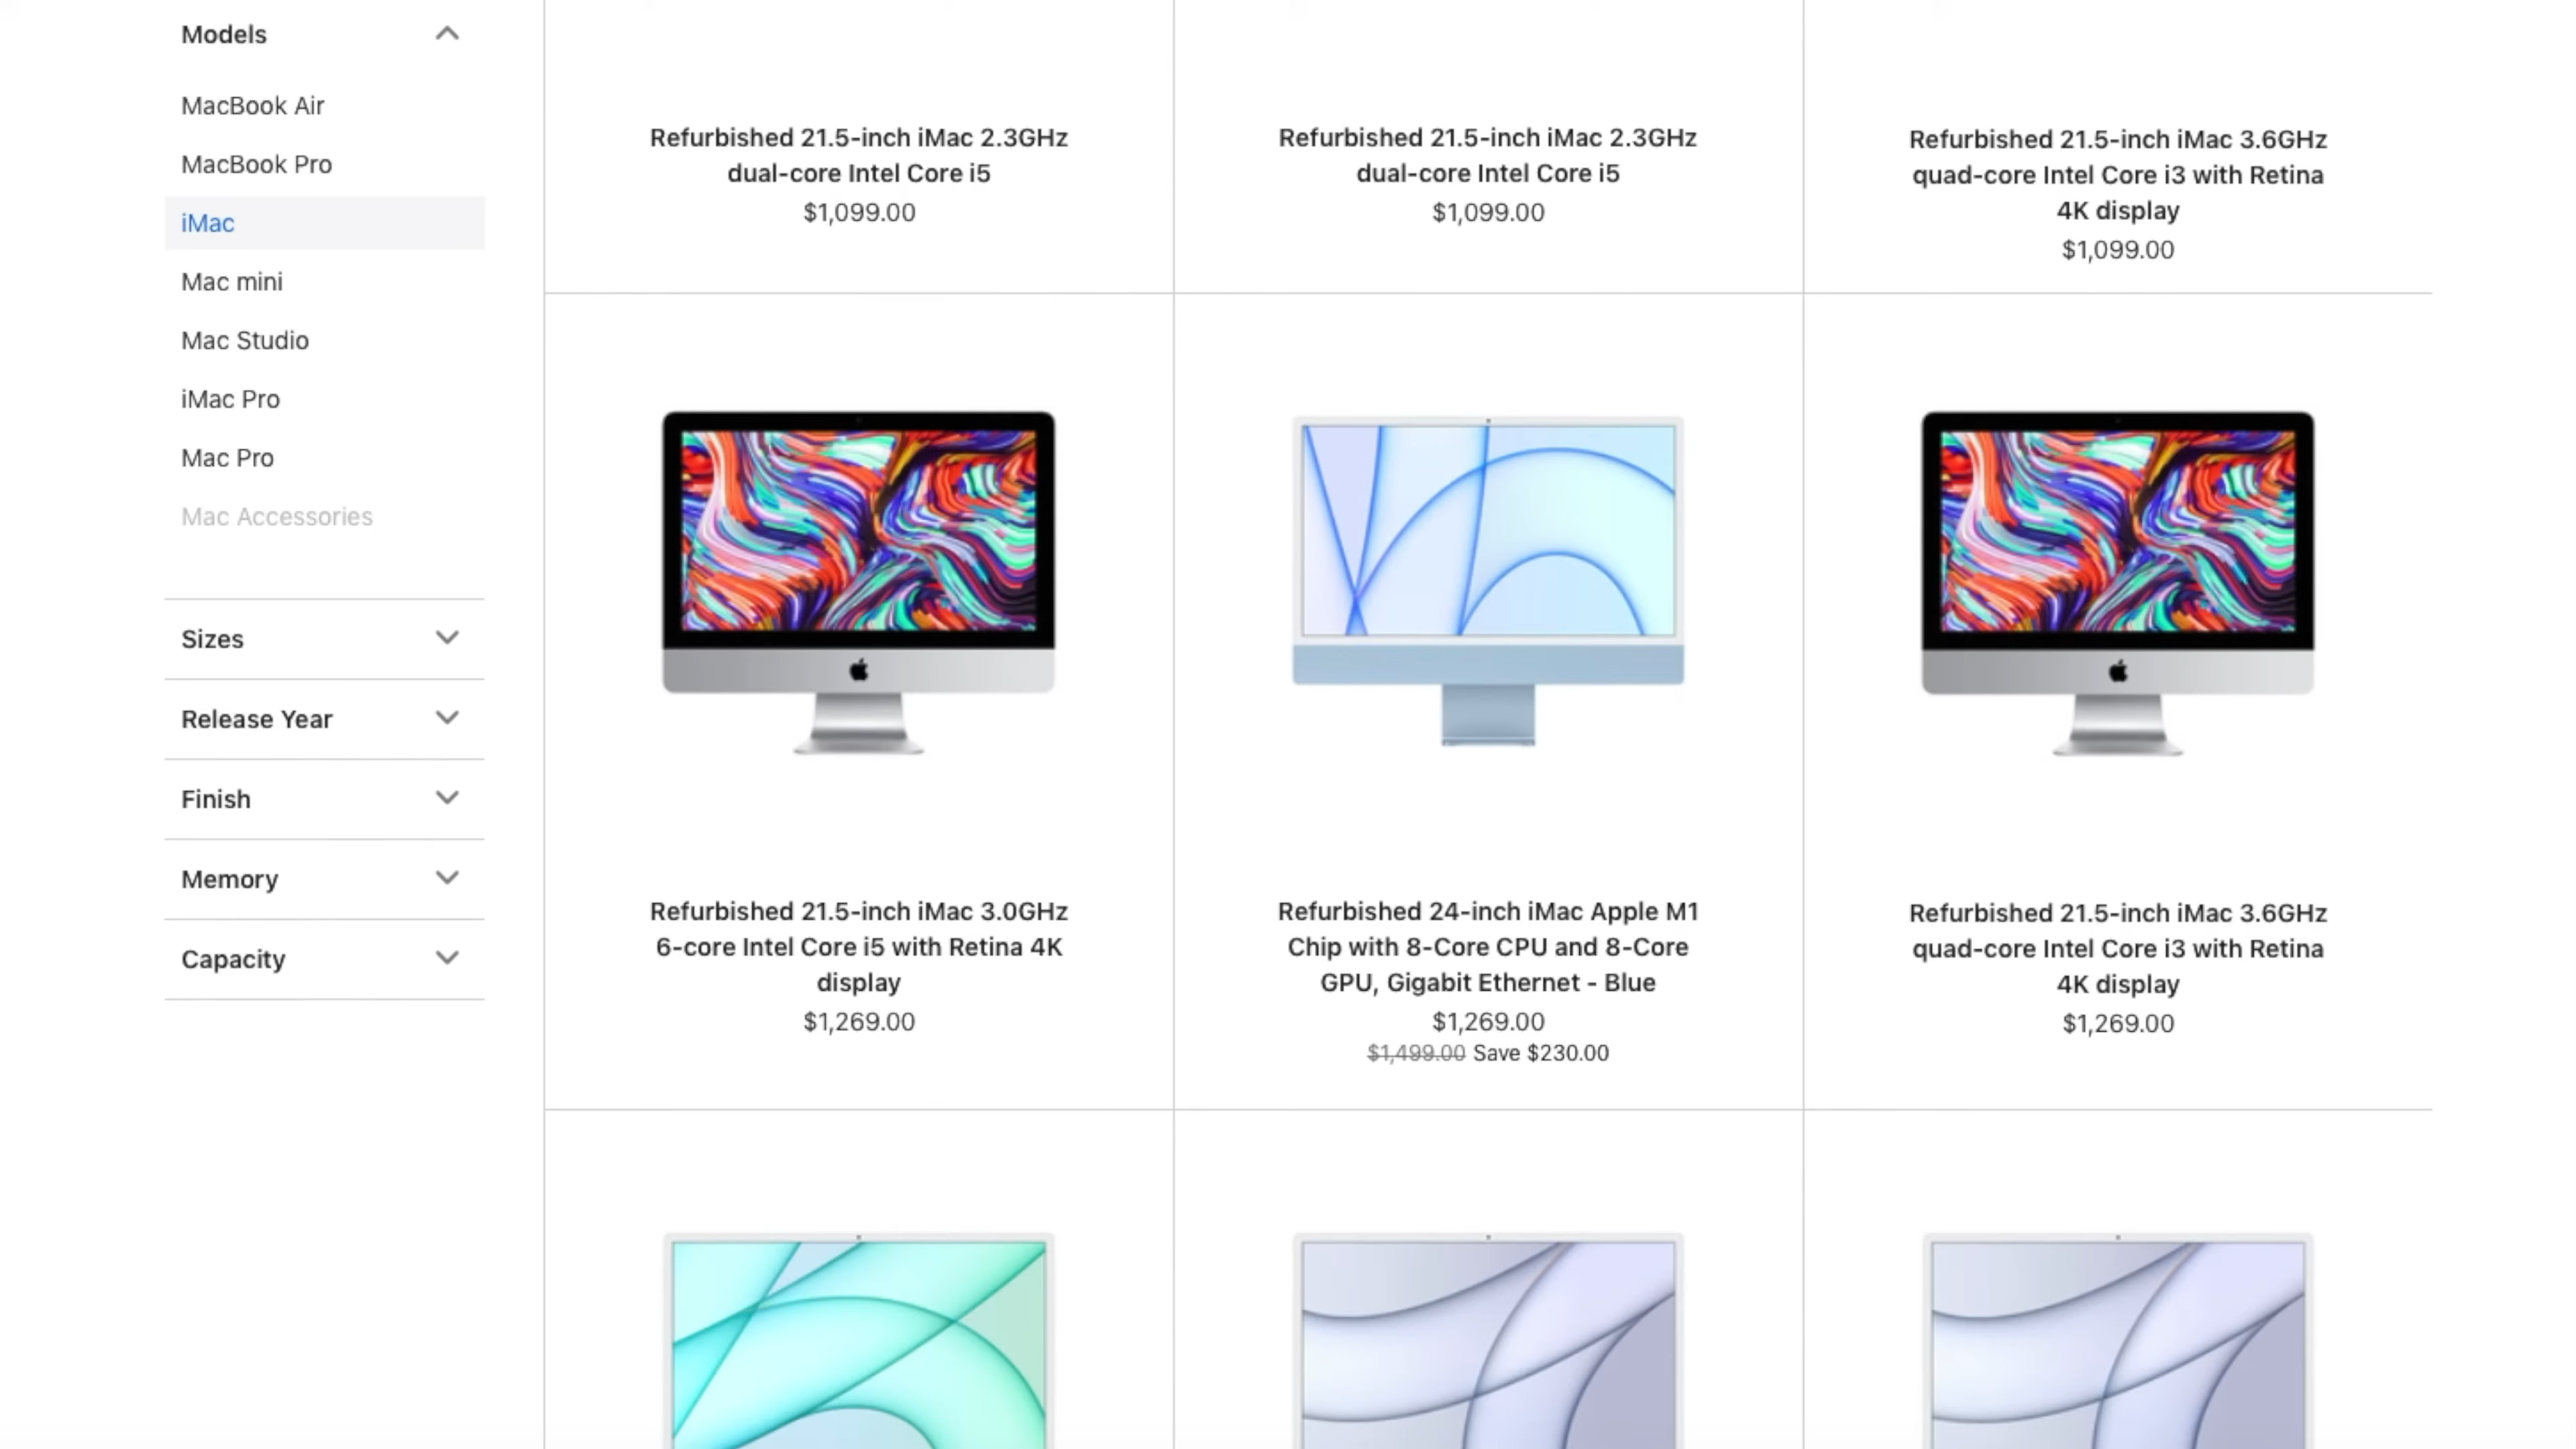 Models
MacBook Air
MacBook Pro
iMac
Mac mini
Mac Studio
iMac Pro
Mac Pro
Mac Accessories
Sizes
Release Year
Finish
Memory
Capacity
Refurbished 21.5-inch iMac 2.3GHz
dual-core Intel Core i5
$1,099.00
Refurbished 21.5-inch iMac 2.3GHz
dual-core Intel Core i5
$1,099.00
Refurbished 21.5-inch iMac 3.6GHz
quad-core Intel Core i3 with Retina
4K display
$1,099.00
Refurbished 21.5-inch iMac 3.0GHz
6-core Intel Core i5 with Retina 4K
display
$1,269.00
Refurbished 24-inch iMac Apple M1
Chip with 8-Core CPU and 8-Core
GPU, Gigabit Ethernet - Blue
$1,269.00
$1,499.00 Save $230.00
Refurbished 21.5-inch iMac 3.6GHz
quad-core Intel Core i3 with Retina
4K display
$1,269.00